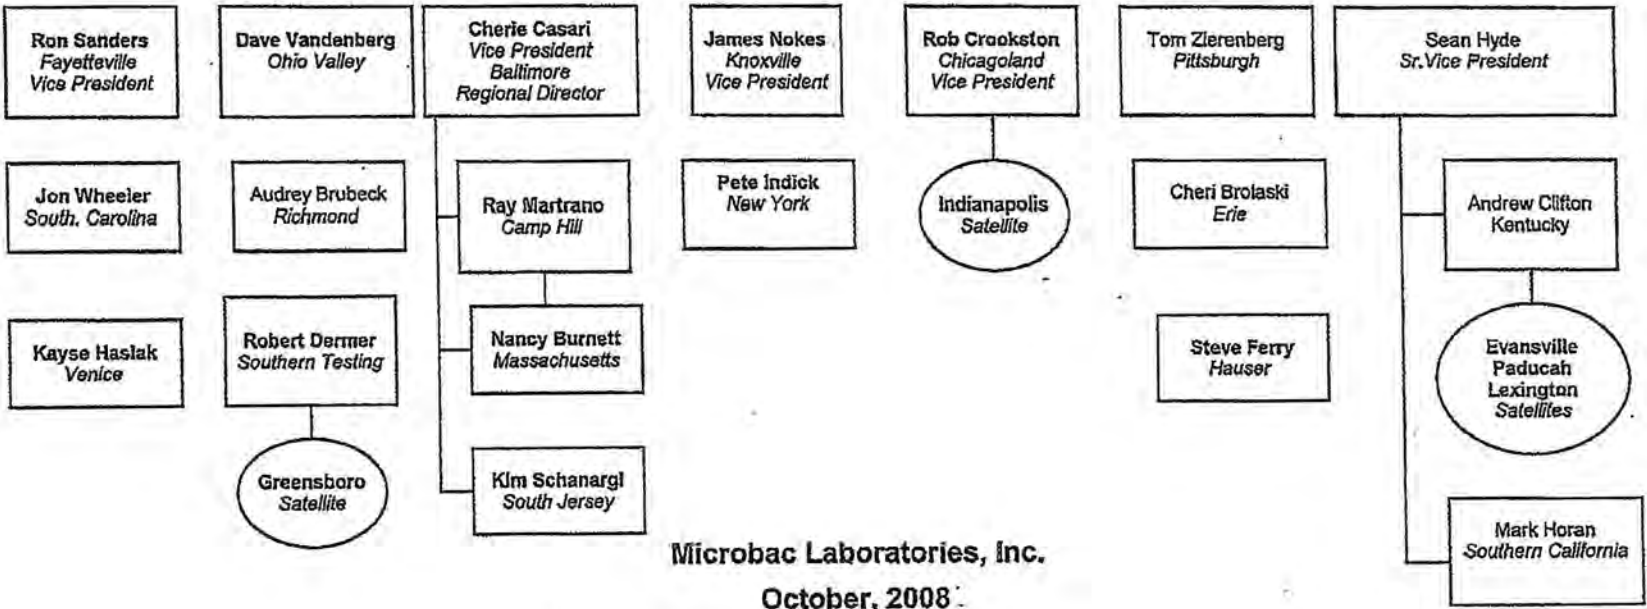 Ron Sanders
Fayetteville
Vice President
Dave Vandenberg
Ohio Valley
Cherie Casari
Vice President
Baltimore
Regional Director
James Nokes
Knoxville
Vice President
Rob Crookston
Chicagoland
Vice President
Tom Zierenberg
Pittsburgh
Sean Hyde
Sr. Vice President
Jon Wheeler
South. Carolina
Audrey Brubeck
Richmond
Ray Martrano
Camp Hill
Pete Indick
New York
Indianapolis
Satellite
Cheri Brolaski
Erie
Andrew Clifton
Kentucky
Kayse Haslak
Venice
Robert Dermer
Southern Testing
Nancy Burnett
Massachusetts
Steve Ferry
Hauser
Evansville
Paducah
Lexington
Satellites
Greensboro
Satellite
Kim Schanargi
South Jersey
Mark Horan
Southern California
Microbac Laboratories, Inc.
October, 2008